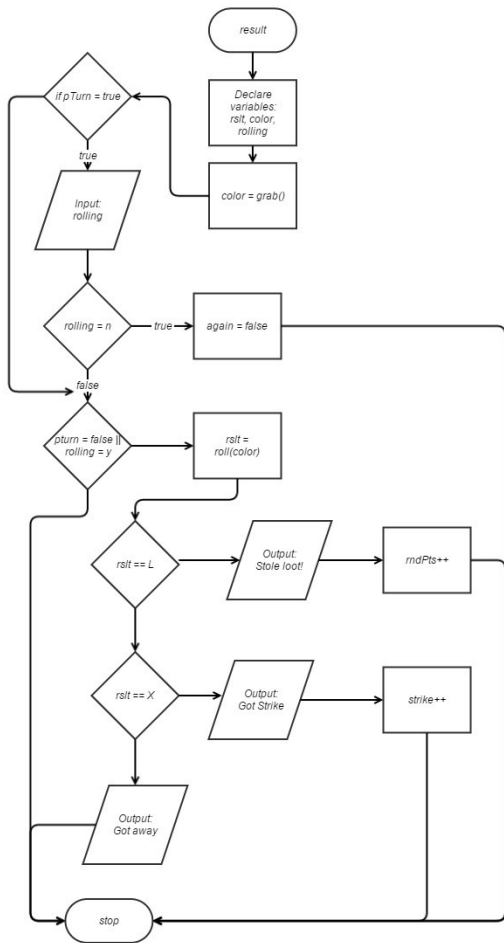 result
Declare
variables:
rslt, color,
rolling
color = grab()
if pTurn = true
true
Input:
rolling
rolling = n
true
again = false
false
pturn = false ||
rolling = y
rslt =
roll(color)
rslt == L
Output:
Stole loot!
rndPts++
rslt == X
Output:
Got Strike
strike++
Output:
Got away
stop